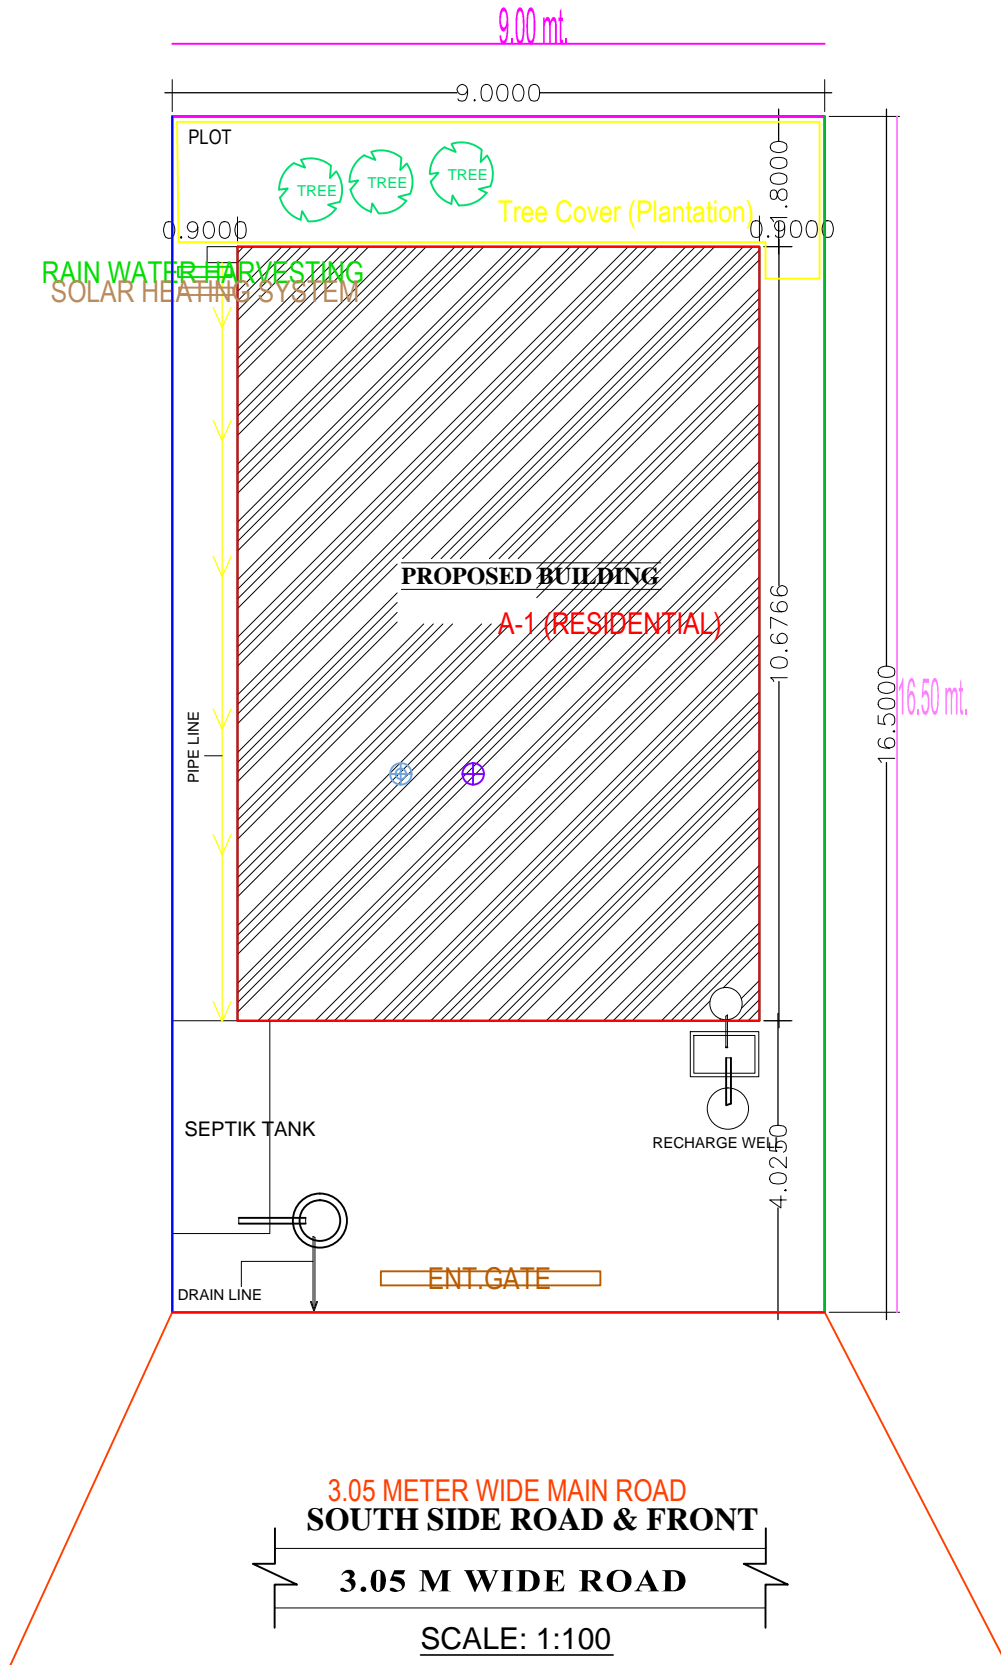 9.00 mt.
9.0000
PLOT
1.8000
TREE
TREE
TREE
Tree Cover (Plantation)
0.9000
0.9000
RAIN WATER HARVESTING
SOLAR HEATING SYSTEM
PROPOSED BUILDING
A-1 (RESIDENTIAL)
10.6766
16.5000
16.50 mt.
PIPE LINE
SEPTIK TANK
RECHARGE WELL
4.0250
ENT.GATE
DRAIN LINE
3.05 METER WIDE MAIN ROAD
SOUTH SIDE ROAD & FRONT
3.05 M WIDE ROAD
SCALE: 1:100